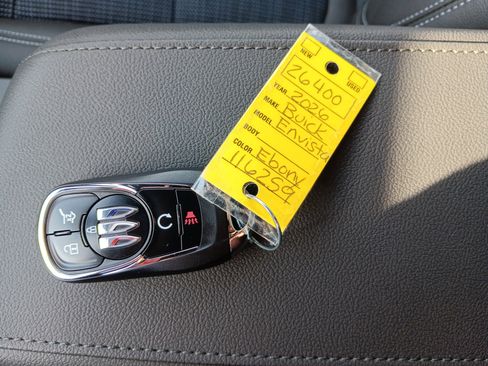 NEW USED
26400
YEAR 2026
MAKE Buick
MODEL Envista
BODY
COLOR Ebony
116259